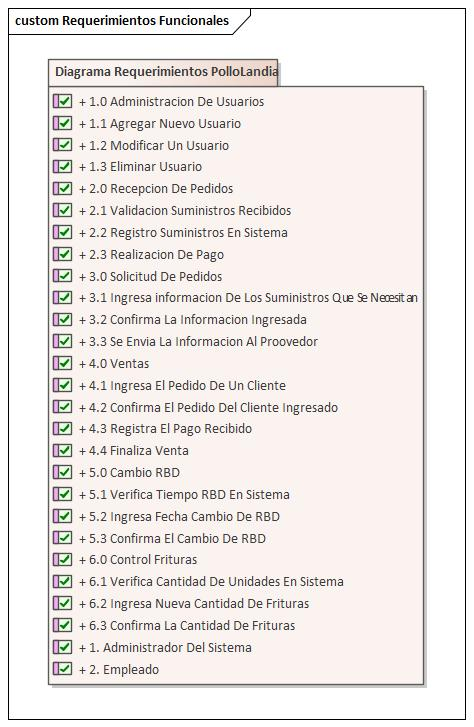 custom Requerimientos Funcionales
Diagrama Requerimientos PolloLandia
+ 1.0 Administracion De Usuarios
+ 1.1 Agregar Nuevo Usuario
+ 1.2 Modificar Un Usuario
+ 1.3 Eliminar Usuario
+ 2.0 Recepcion De Pedidos
+ 2.1 Validacion Suministros Recibidos
+ 2.2 Registro Suministros En Sistema
+ 2.3 Realizacion De Pago
+ 3.0 Solicitud De Pedidos
+ 3.1 Ingresa informacion De Los Suministros Que Se Necesitan
+ 3.2 Confirma La Informacion Ingresada
+ 3.3 Se Envia La Informacion Al Proovedor
+ 4.0 Ventas
+ 4.1 Ingresa El Pedido De Un Cliente
+ 4.2 Confirma El Pedido Del Cliente Ingresado
+ 4.3 Registra El Pago Recibido
+ 4.4 Finaliza Venta
+ 5.0 Cambio RBD
+ 5.1 Verifica Tiempo RBD En Sistema
+ 5.2 Ingresa Fecha Cambio De RBD
+ 5.3 Confirma El Cambio De RBD
+ 6.0 Control Frituras
+ 6.1 Verifica Cantidad De Unidades En Sistema
+ 6.2 Ingresa Nueva Cantidad De Frituras
+ 6.3 Confirma La Cantidad De Frituras
+ 1. Administrador Del Sistema
+ 2. Empleado